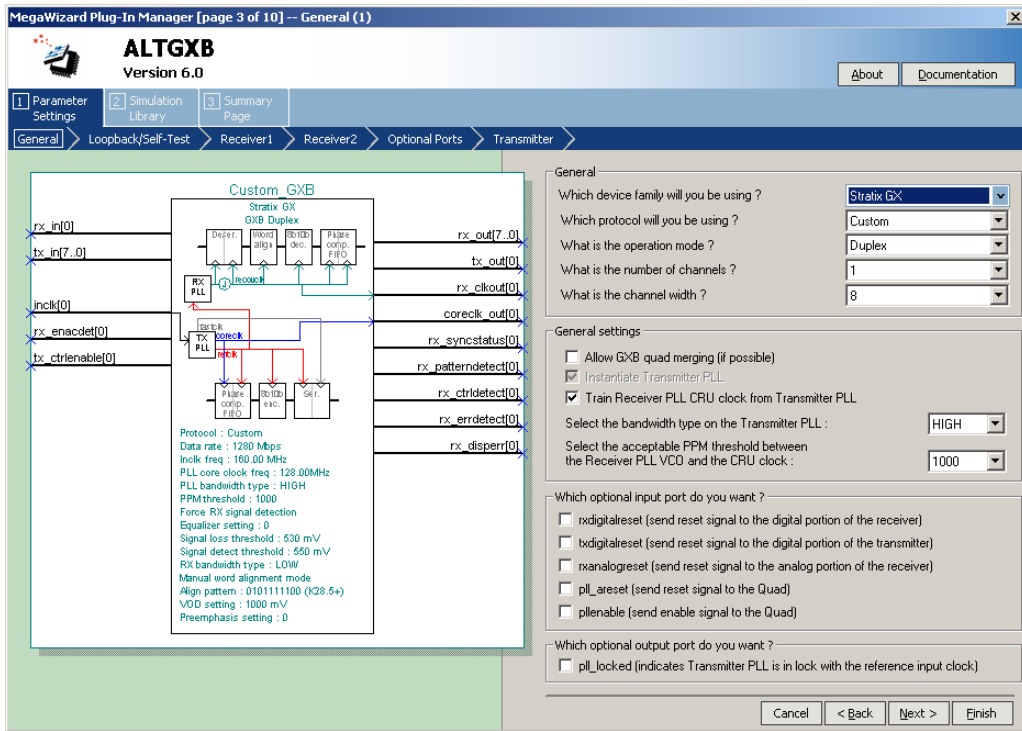 MegaWizard Plug-In Manager [page 3 of 10] -- General (1)
ALTGXB
Version 6.0
About
Documentation
1 Parameter Settings
2 Simulation Library
3 Summary Page
General
Loopback/Self-Test
Receiver1
Receiver2
Optional Ports
Transmitter
Custom_GXB
Stratix GX
GXB Duplex
rx_in[0]
tx_in[7..0]
inclk[0]
rx_enacdet[0]
tx_ctrlenable[0]
Deser.
Word align
8b10b dec.
Phase comp. FIFO
RX PLL
recovclk
fastclk
TX PLL
coreclk
refclk
Phase comp. FIFO
8b10b enc.
Ser.
rx_out[7..0]
tx_out[0]
rx_clkout[0]
coreclk_out[0]
rx_syncstatus[0]
rx_patterndetect[0]
rx_ctrldetect[0]
rx_errdetect[0]
rx_disperr[0]
Protocol : Custom
Data rate : 1280 Mbps
Inclk freq : 160.00 MHz
PLL core clock freq : 128.00MHz
PLL bandwidth type : HIGH
PPM threshold : 1000
Force RX signal detection
Equalizer setting : 0
Signal loss threshold : 530 mV
Signal detect threshold : 550 mV
RX bandwidth type : LOW
Manual word alignment mode
Align pattern : 0101111100 (K28.5+)
VOD setting : 1000 mV
Preemphasis setting : 0
General
Which device family will you be using ? Stratix GX
Which protocol will you be using ? Custom
What is the operation mode ? Duplex
What is the number of channels ? 1
What is the channel width ? 8
General settings
Allow GXB quad merging (if possible)
Instantiate Transmitter PLL
Train Receiver PLL CRU clock from Transmitter PLL
Select the bandwidth type on the Transmitter PLL : HIGH
Select the acceptable PPM threshold between
the Receiver PLL VCO and the CRU clock : 1000
Which optional input port do you want ?
rxdigitalreset (send reset signal to the digital portion of the receiver)
txdigitalreset (send reset signal to the digital portion of the transmitter)
rxanalogreset (send reset signal to the analog portion of the receiver)
pll_areset (send reset signal to the Quad)
pllenable (send enable signal to the Quad)
Which optional output port do you want ?
pll_locked (indicates Transmitter PLL is in lock with the reference input clock)
Cancel
< Back
Next >
Finish